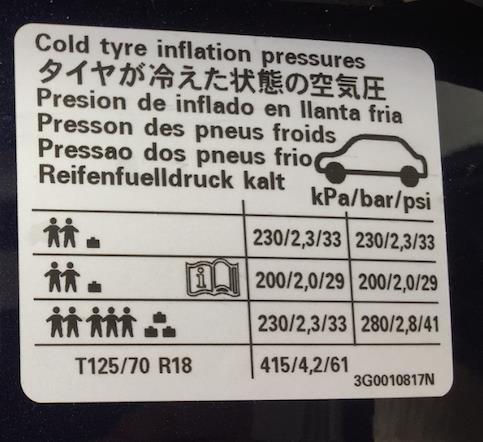 Cold tyre inflation pressures
タイヤが冷えた状態の空気圧
Presion de inflado en llanta fria
Presson des pneus froids
Pressao dos pneus frio
Reifenfuelldruck kalt
kPa/bar/psi
230/2,3/33 230/2,3/33
i 200/2,0/29 200/2,0/29
230/2,3/33 280/2,8/41
T125/70 R18 415/4,2/61
3G0010817N